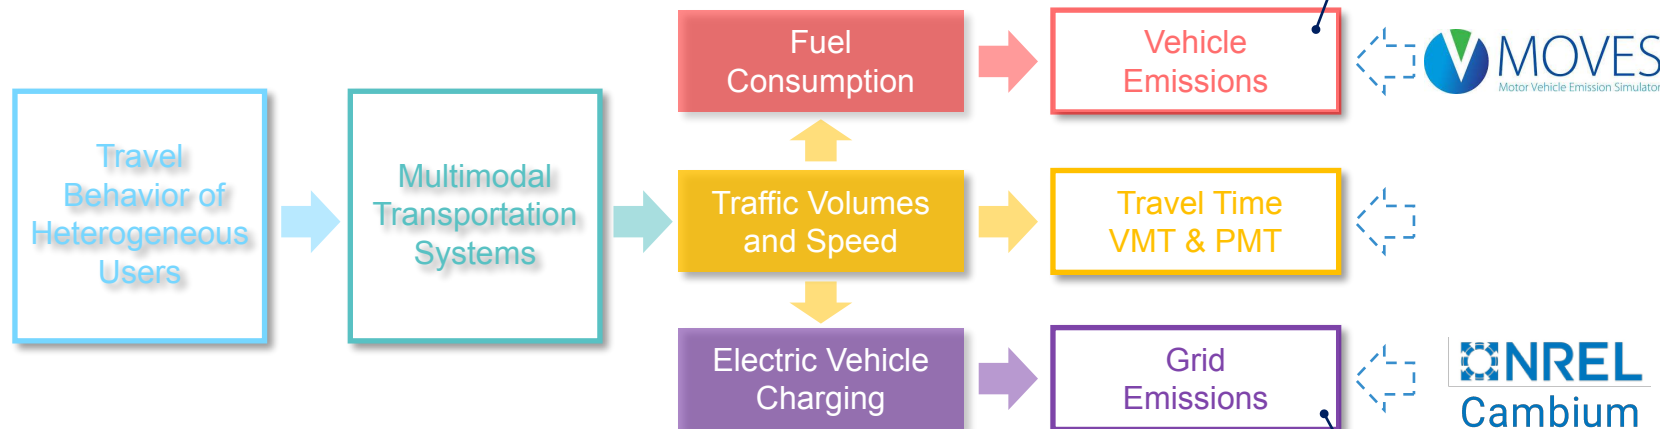 Travel
Behavior of
Heterogeneous
Users
Multimodal
Transportation
Systems
Fuel
Consumption
Vehicle
Emissions
MOVES
Motor Vehicle Emission Simulator
Traffic Volumes
and Speed
Travel Time
VMT & PMT
Electric Vehicle
Charging
Grid
Emissions
NREL
Cambium